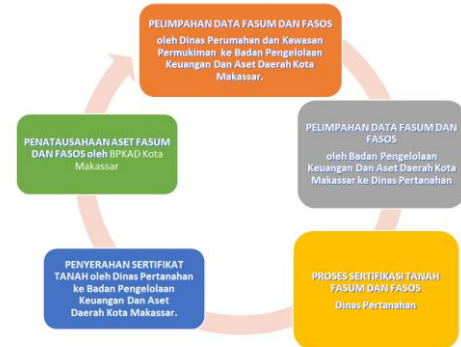 PELIMPAHAN DATA FASUM DAN FASOS
oleh Dinas Perumahan dan Kawasan
Permukiman ke Badan Pengelolaan
Keuangan Dan Aset Daerah Kota
Makassar.
PELIMPAHAN DATA FASUM DAN
FASOS
oleh Badan Pengelolaan
Keuangan Dan Aset Daerah Kota
Makassar ke Dinas Pertanahan
PROSES SERTIFIKASI TANAH
FASUM DAN FASOS
Dinas Pertanahan
PENYERAHAN SERTIFIKAT
TANAH oleh Dinas Pertanahan
ke Badan Pengelolaan
Keuangan Dan Aset
Daerah Kota Makassar.
PENATAUSAHAAN ASET FASUM
DAN FASOS oleh BPKAD Kota
Makassar